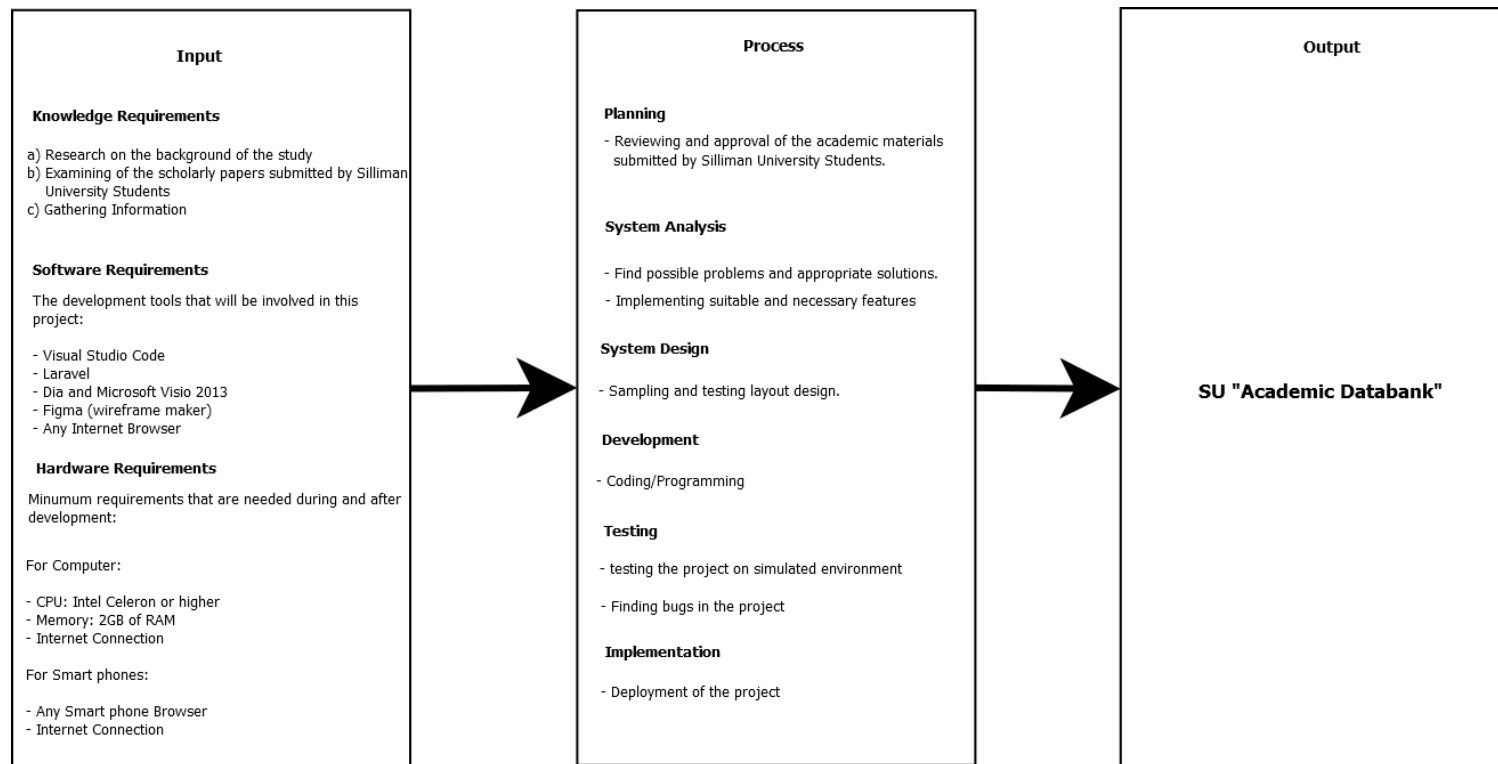 Input
Knowledge Requirements
a) Research on the background of the study
b) Examining of the scholarly papers submitted by Silliman
University Students
c) Gathering Information
Software Requirements
The development tools that will be involved in this
project:
- Visual Studio Code
- Laravel
- Dia and Microsoft Visio 2013
- Figma (wireframe maker)
- Any Internet Browser
Hardware Requirements
Minumum requirements that are needed during and after
development:
For Computer:
- CPU: Intel Celeron or higher
- Memory: 2GB of RAM
- Internet Connection
For Smart phones:
- Any Smart phone Browser
- Internet Connection
Process
Planning
- Reviewing and approval of the academic materials
submitted by Silliman University Students.
System Analysis
- Find possible problems and appropriate solutions.
- Implementing suitable and necessary features
System Design
- Sampling and testing layout design.
Development
- Coding/Programming
Testing
- testing the project on simulated environment
- Finding bugs in the project
Implementation
- Deployment of the project
Output
SU "Academic Databank"